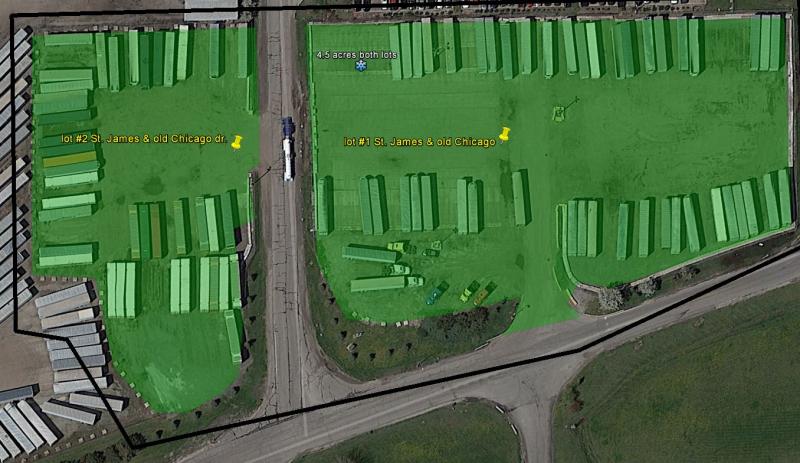 4.5 acres both lots
lot #2 St. James & old Chicago dr.
lot #1 St. James & old Chicago